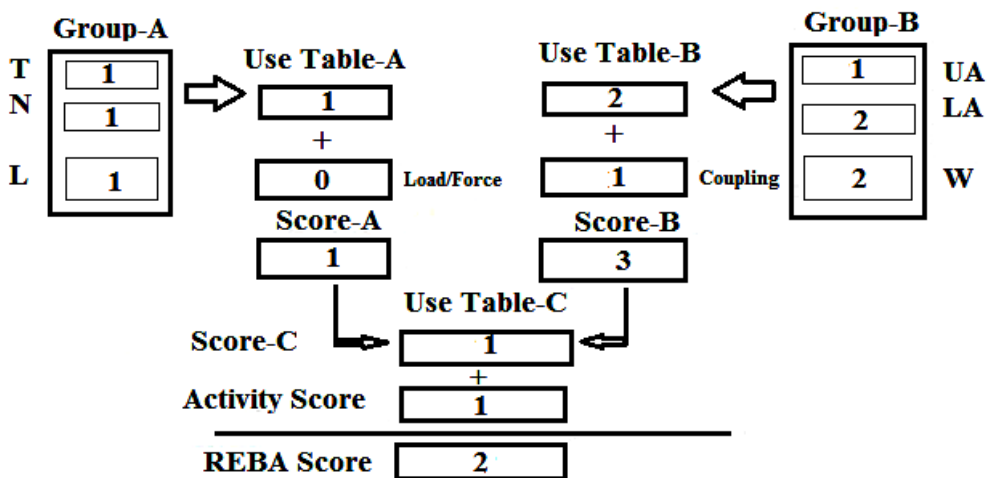 Group-A
T 1
N 1
L 1
Use Table-A
1
+
0 Load/Force
Score-A
1
Group-B
1 UA
2 LA
2 W
Use Table-B
2
+
1 Coupling
Score-B
3
Use Table-C
Score-C 1
+
Activity Score 1
REBA Score 2